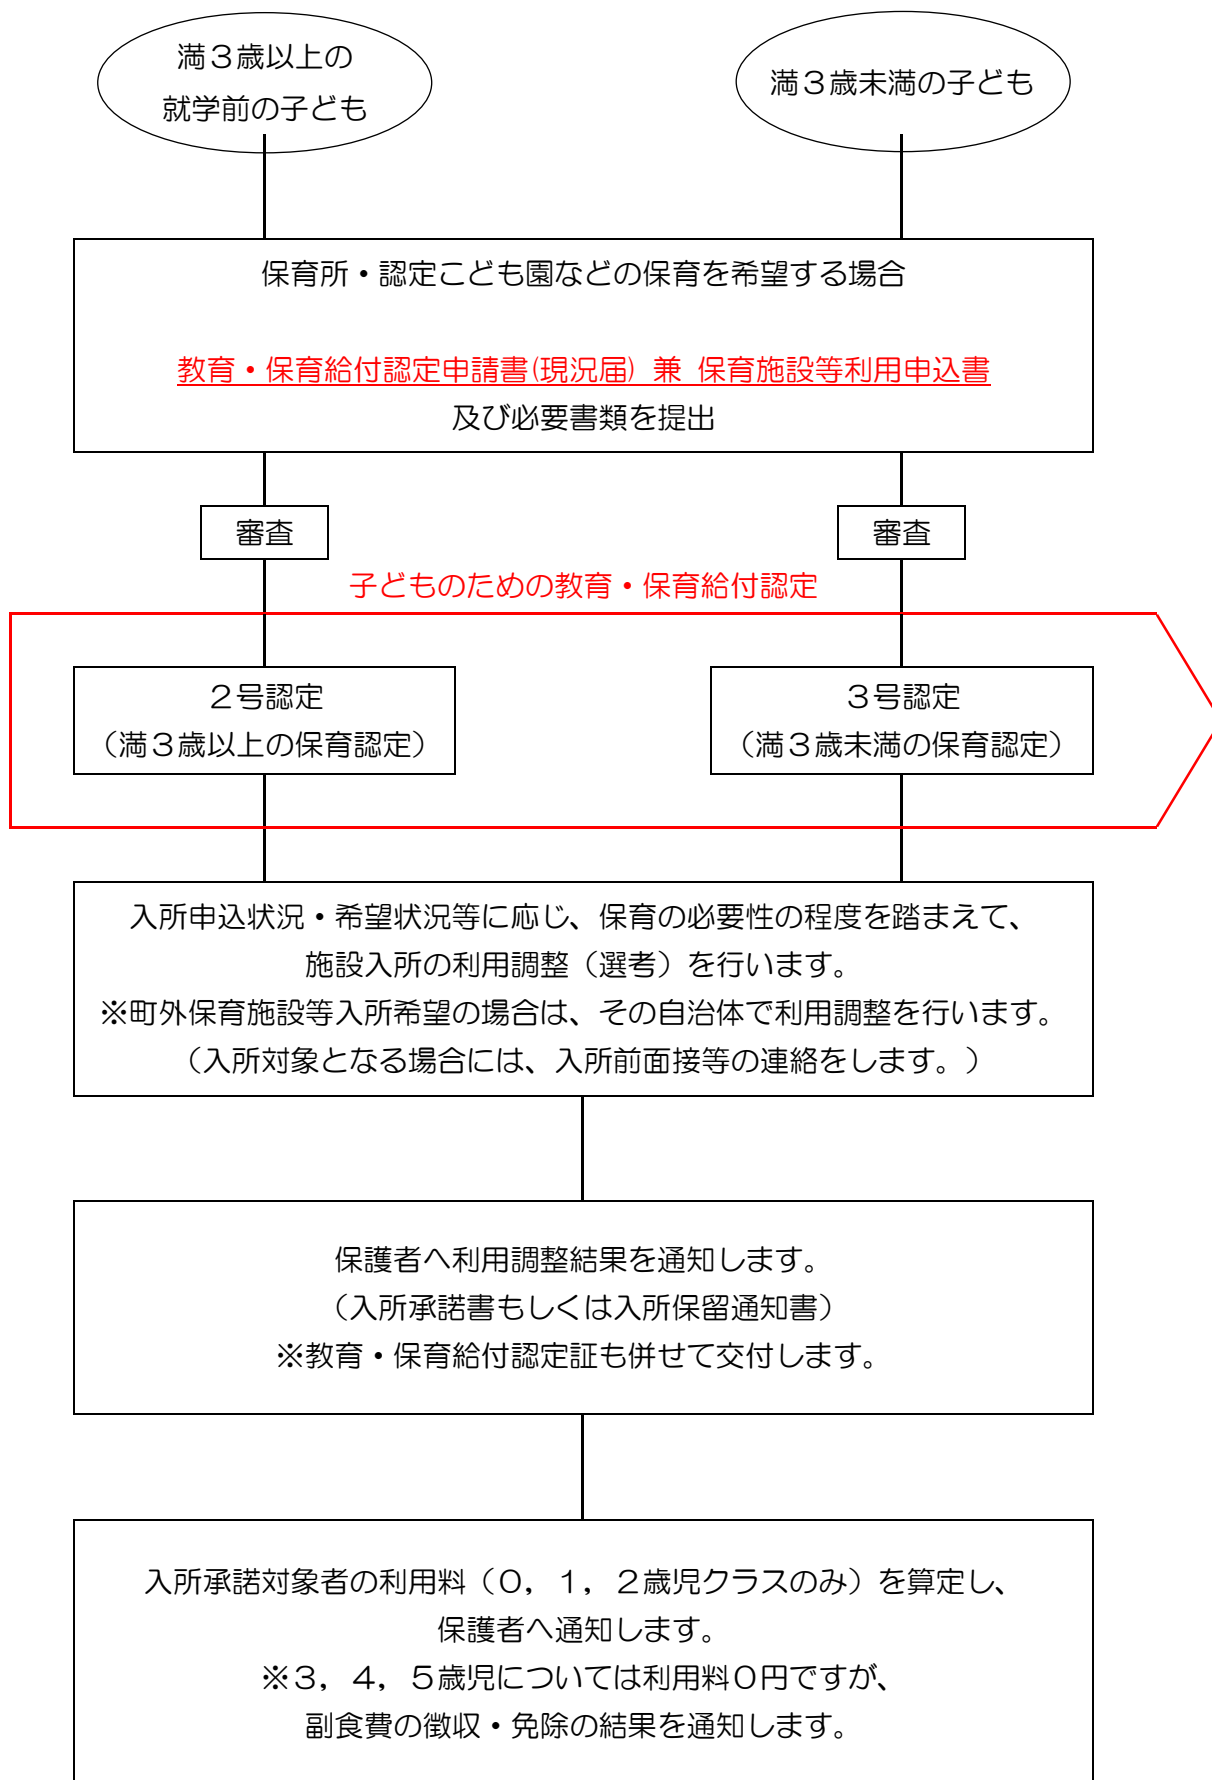 満３歳以上の
就学前の子ども
満３歳未満の子ども
保育所・認定こども園などの保育を希望する場合
教育・保育給付認定申請書(現況届) 兼 保育施設等利用申込書
及び必要書類を提出
審査
審査
子どものための教育・保育給付認定
２号認定
（満３歳以上の保育認定）
３号認定
（満３歳未満の保育認定）
入所申込状況・希望状況等に応じ、保育の必要性の程度を踏まえて、
施設入所の利用調整（選考）を行います。
※町外保育施設等入所希望の場合は、その自治体で利用調整を行います。
（入所対象となる場合には、入所前面接等の連絡をします。）
保護者へ利用調整結果を通知します。
（入所承諾書もしくは入所保留通知書）
※教育・保育給付認定証も併せて交付します。
入所承諾対象者の利用料（０，１，２歳児クラスのみ）を算定し、
保護者へ通知します。
※３，４，５歳児については利用料０円ですが、
副食費の徴収・免除の結果を通知します。